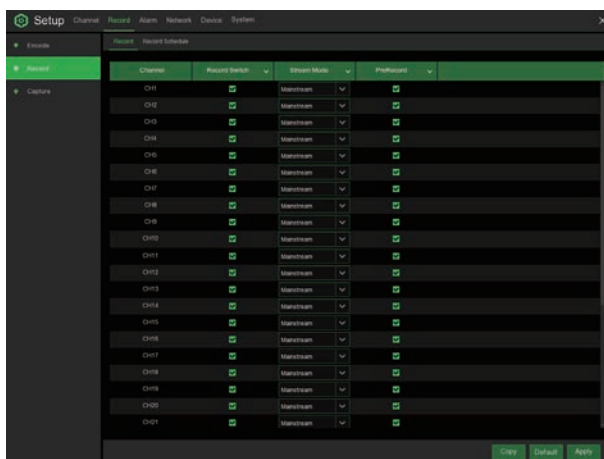 Setup Channel Record Alarm Network Device System
Encode
Record
Capture
Record Record Schedule
Channel Record Switch Stream Mode PreRecord
CH1 Mainstream
CH2 Mainstream
CH3 Mainstream
CH4 Mainstream
CH5 Mainstream
CH6 Mainstream
CH7 Mainstream
CH8 Mainstream
CH9 Mainstream
CH10 Mainstream
CH11 Mainstream
CH12 Mainstream
CH13 Mainstream
CH14 Mainstream
CH15 Mainstream
CH16 Mainstream
CH17 Mainstream
CH18 Mainstream
CH19 Mainstream
CH20 Mainstream
CH21 Mainstream
Copy Default Apply